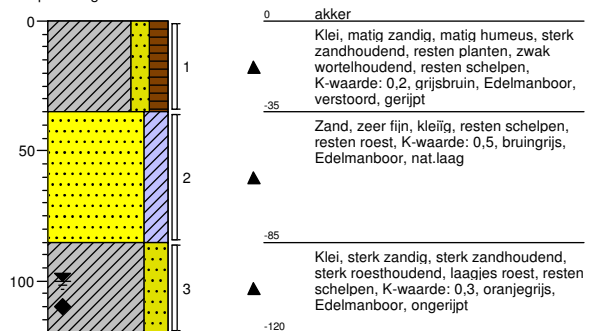 0
50
100
1
2
3
0 akker
Klei, matig zandig, matig humeus, sterk
zandhoudend, resten planten, zwak
wortelhoudend, resten schelpen,
K-waarde: 0,2, grijsbruin, Edelmanboor,
verstoord, gerijpt
-35
Zand, zeer fijn, kleiïg, resten schelpen,
resten roest, K-waarde: 0,5, bruingrijs,
Edelmanboor, nat.laag
-85
Klei, sterk zandig, sterk zandhoudend,
sterk roesthoudend, laagjes roest, resten
schelpen, K-waarde: 0,3, oranjegrijs,
Edelmanboor, ongerijpt
-120